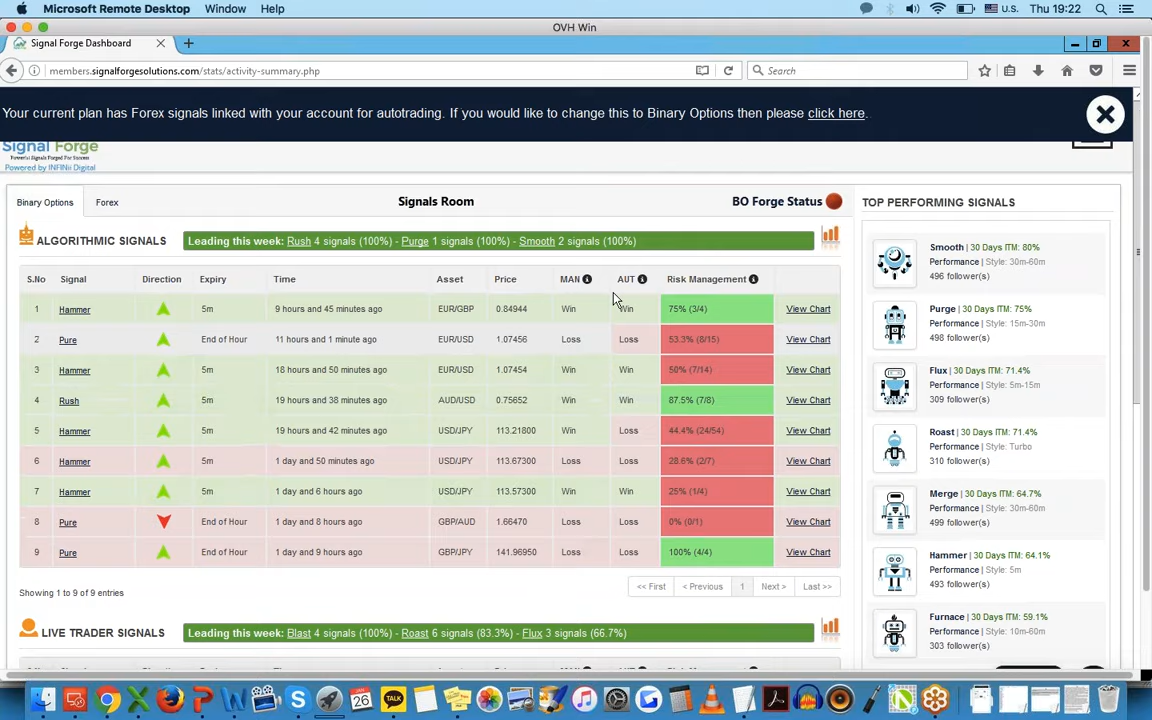 Microsoft Remote Desktop Window Help U.S. Thu 19:22
OVH Win
Signal Forge Dashboard
members.signalforgesolutions.com/stats/activity-summary.php Search
Your current plan has Forex signals linked with your account for autotrading. If you would like to change this to Binary Options then please click here.
Signal Forge
Powerful Signals Forged For Success
Powered by INFINii Digital
Binary Options Forex Signals Room BO Forge Status
ALGORITHMIC SIGNALS Leading this week: Rush 4 signals (100%) - Purge 1 signals (100%) - Smooth 2 signals (100%)
S.No Signal Direction Expiry Time Asset Price MAN AUT Risk Management
1 Hammer 5m 9 hours and 45 minutes ago EUR/GBP 0.84944 Win Win 75% (3/4) View Chart
2 Pure End of Hour 11 hours and 1 minute ago EUR/USD 1.07456 Loss Loss 53.3% (8/15) View Chart
3 Hammer 5m 18 hours and 50 minutes ago EUR/USD 1.07454 Win Win 50% (7/14) View Chart
4 Rush 5m 19 hours and 38 minutes ago AUD/USD 0.75652 Win Win 87.5% (7/8) View Chart
5 Hammer 5m 19 hours and 42 minutes ago USD/JPY 113.21800 Win Loss 44.4% (24/54) View Chart
6 Hammer 5m 1 day and 50 minutes ago USD/JPY 113.67300 Loss Loss 28.6% (2/7) View Chart
7 Hammer 5m 1 day and 6 hours ago USD/JPY 113.57300 Win Win 25% (1/4) View Chart
8 Pure End of Hour 1 day and 8 hours ago GBP/AUD 1.66470 Loss Loss 0% (0/1) View Chart
9 Pure End of Hour 1 day and 9 hours ago GBP/JPY 141.96950 Loss Loss 100% (4/4) View Chart
<< First < Previous 1 Next > Last >>
Showing 1 to 9 of 9 entries
LIVE TRADER SIGNALS Leading this week: Blast 4 signals (100%) - Roast 6 signals (83.3%) - Flux 3 signals (66.7%)
TOP PERFORMING SIGNALS
Smooth | 30 Days ITM: 80%
Performance | Style: 30m-60m
496 follower(s)
Purge | 30 Days ITM: 75%
Performance | Style: 15m-30m
498 follower(s)
Flux | 30 Days ITM: 71.4%
Performance | Style: 5m-15m
309 follower(s)
Roast | 30 Days ITM: 71.4%
Performance | Style: Turbo
310 follower(s)
Merge | 30 Days ITM: 64.7%
Performance | Style: 30m-60m
499 follower(s)
Hammer | 30 Days ITM: 64.1%
Performance | Style: 5m
493 follower(s)
Furnace | 30 Days ITM: 59.1%
Performance | Style: 10m-60m
303 follower(s)
26 TALK